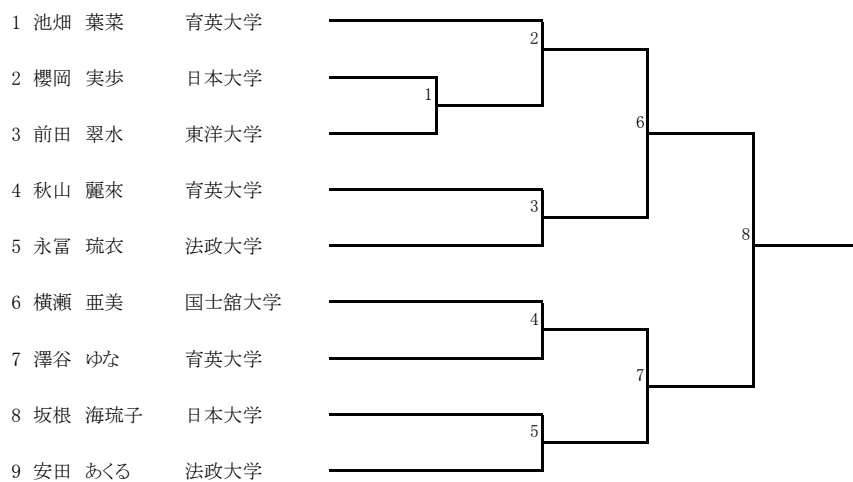 1 池畑 葉菜 育英大学
2
2 櫻岡 実歩 日本大学
1
3 前田 翠水 東洋大学
6
4 秋山 麗來 育英大学
3
5 永冨 琉衣 法政大学
8
6 横瀬 亜美 国士舘大学
4
7 澤谷 ゆな 育英大学
7
8 坂根 海琉子 日本大学
5
9 安田 あくる 法政大学